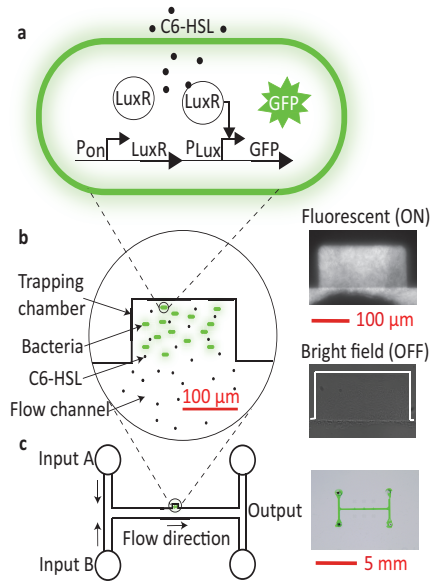 a
C6-HSL
LuxR
LuxR
GFP
Pon
LuxR
PLux
GFP
b
Trapping
chamber
Bacteria
C6-HSL
Flow channel
100 µm
Fluorescent (ON)
100 µm
Bright field (OFF)
c
Input A
Output
Flow direction
Input B
5 mm